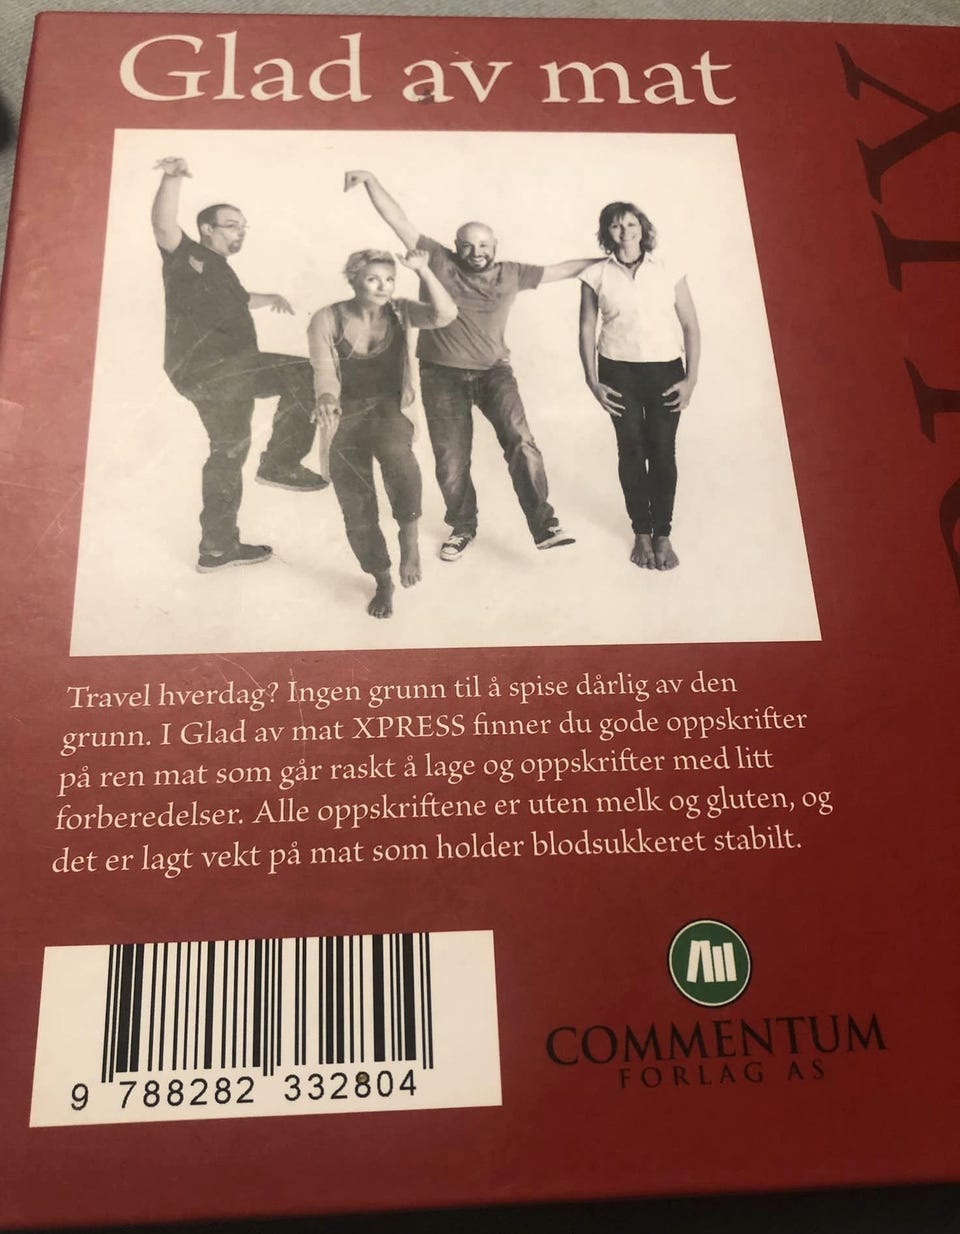 Glad av mat
Travel hverdag? Ingen grunn til å spise dårlig av den
grunn. I Glad av mat XPRESS finner du gode oppskrifter
på ren mat som går raskt å lage og oppskrifter med litt
forberedelser. Alle oppskriftene er uten melk og gluten, og
det er lagt vekt på mat som holder blodsukkeret stabilt.
9 788282 332804
COMMENTUM
FORLAG AS